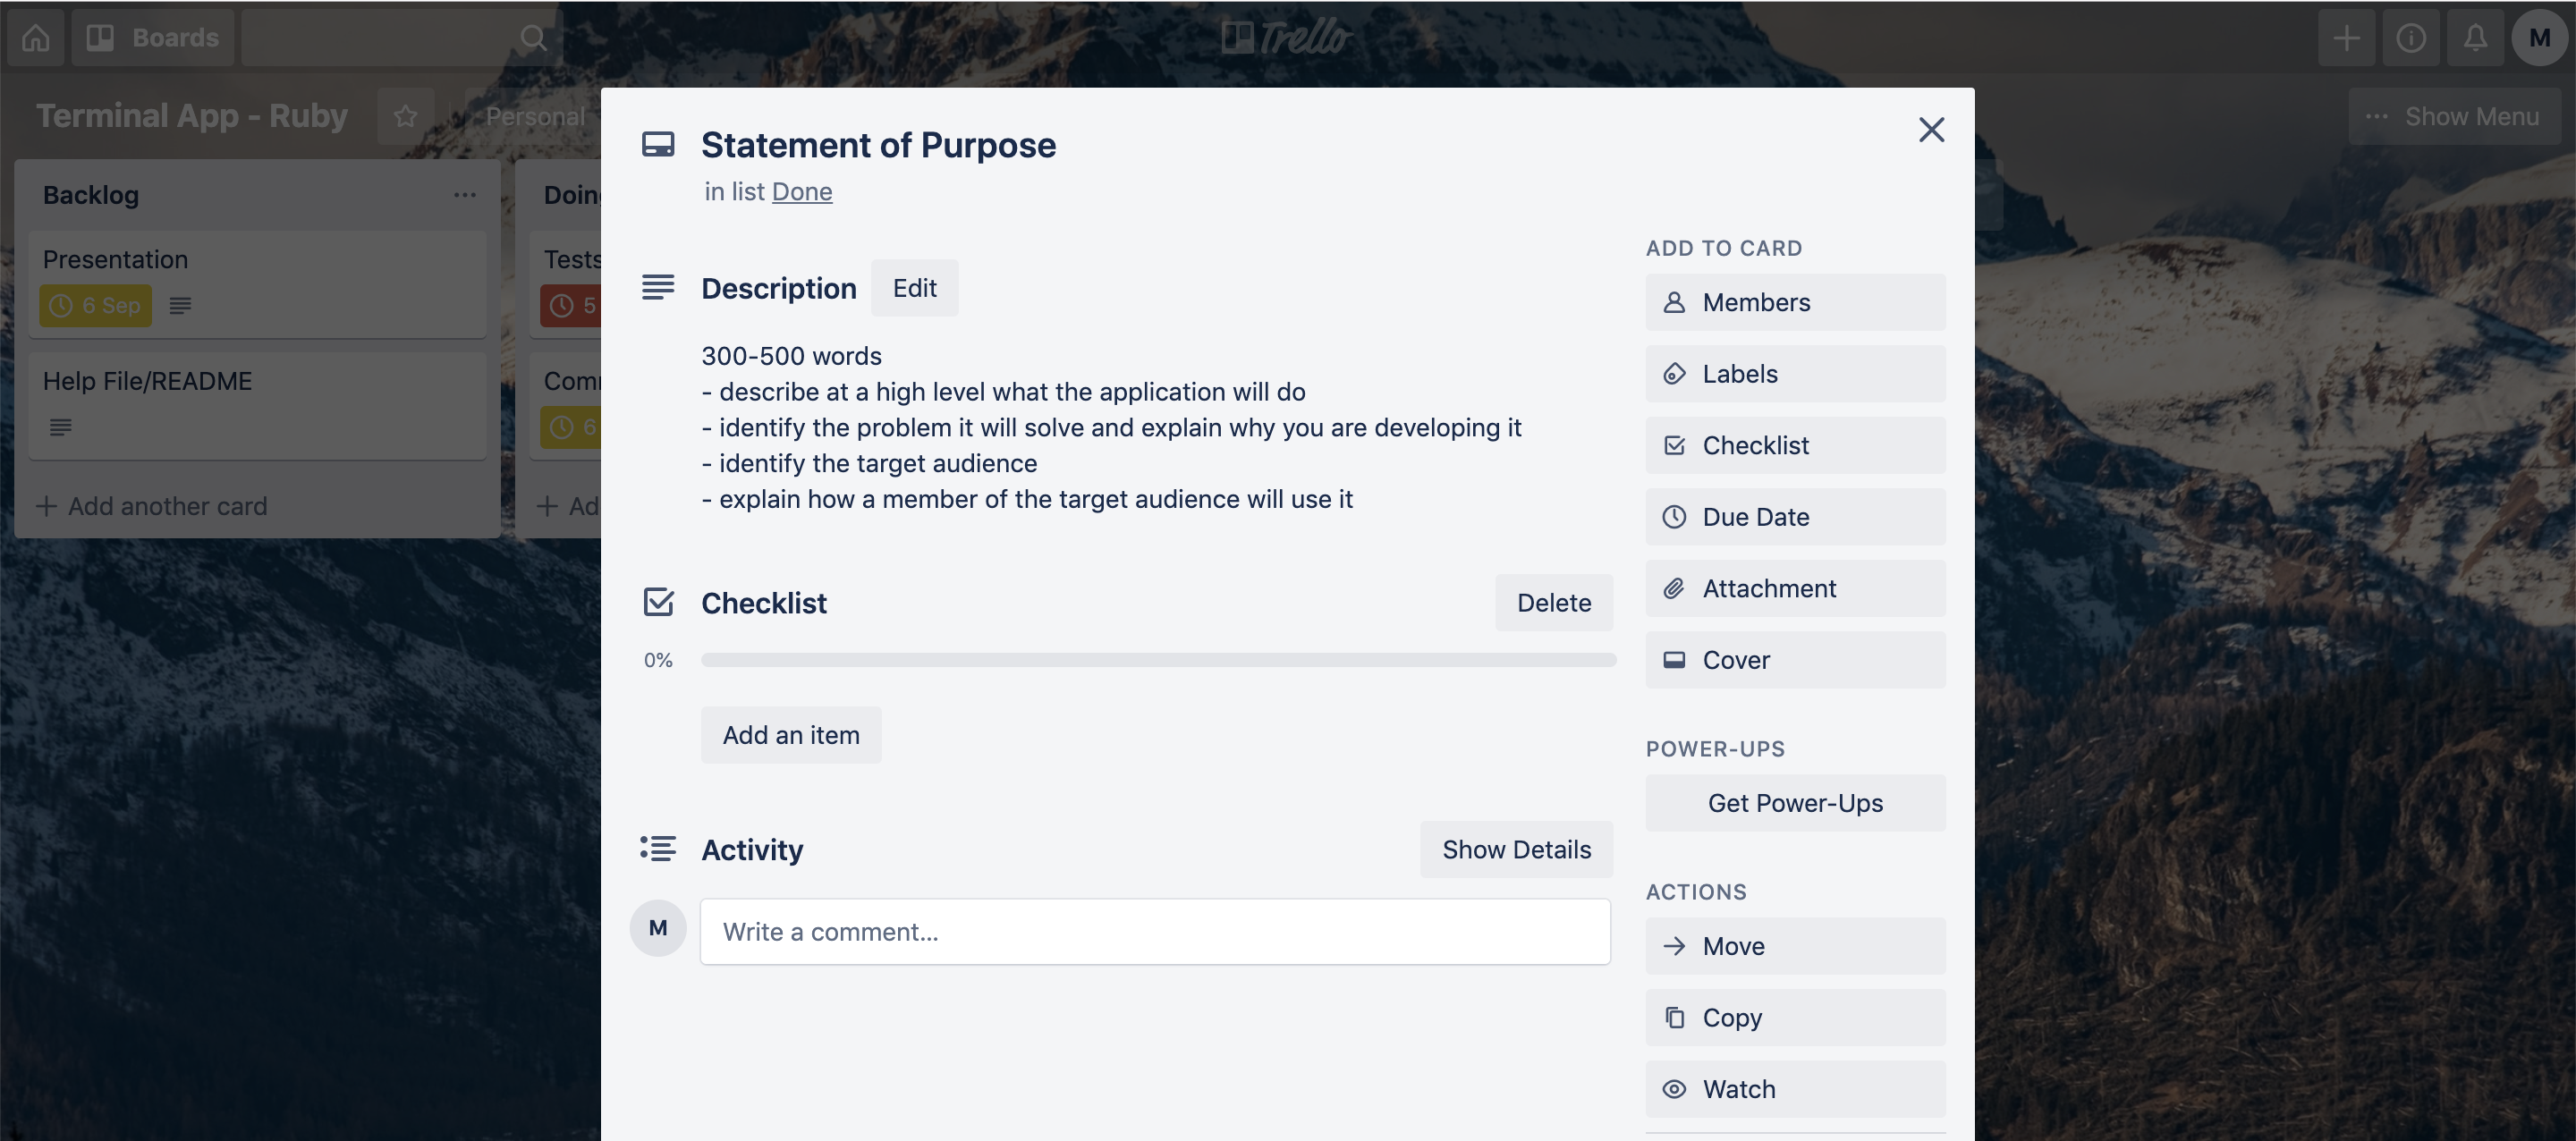 Boards
Trello
M
Terminal App - Ruby
Personal
Show Menu
Backlog
Presentation
6 Sep
Help File/README
Add another card
Tests
5
6
Statement of Purpose
in list Done
Description
Edit
300-500 words
- describe at a high level what the application will do
- identify the problem it will solve and explain why you are developing it
- identify the target audience
- explain how a member of the target audience will use it
Checklist
Delete
0%
Add an item
Activity
Show Details
M
Write a comment...
ADD TO CARD
Members
Labels
Checklist
Due Date
Attachment
Cover
POWER-UPS
Get Power-Ups
ACTIONS
Move
Copy
Watch